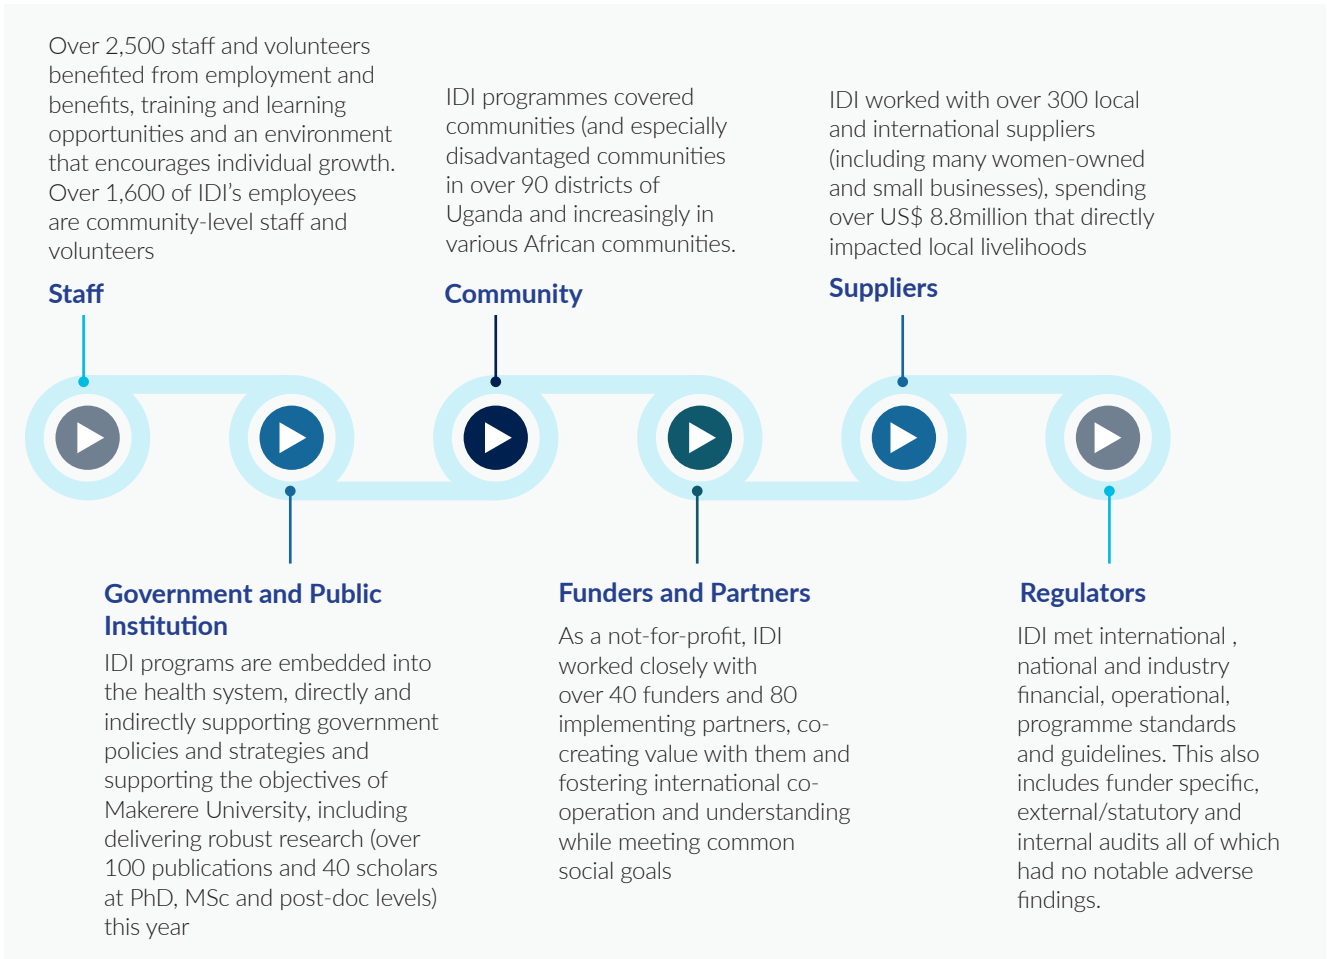 Over 2,500 staff and volunteers
benefited from employment and
benefits, training and learning
opportunities and an environment
that encourages individual growth.
Over 1,600 of IDI’s employees
are community-level staff and
volunteers
Staff
IDI programmes covered
communities (and especially
disadvantaged communities
in over 90 districts of
Uganda and increasingly in
various African communities.
Community
IDI worked with over 300 local
and international suppliers
(including many women-owned
and small businesses), spending
over US$ 8.8million that directly
impacted local livelihoods
Suppliers
Government and Public
Institution
IDI programs are embedded into
the health system, directly and
indirectly supporting government
policies and strategies and
supporting the objectives of
Makerere University, including
delivering robust research (over
100 publications and 40 scholars
at PhD, MSc and post-doc levels)
this year
Funders and Partners
As a not-for-profit, IDI
worked closely with
over 40 funders and 80
implementing partners, co-
creating value with them and
fostering international co-
operation and understanding
while meeting common
social goals
Regulators
IDI met international ,
national and industry
financial, operational,
programme standards
and guidelines. This also
includes funder specific,
external/statutory and
internal audits all of which
had no notable adverse
findings.